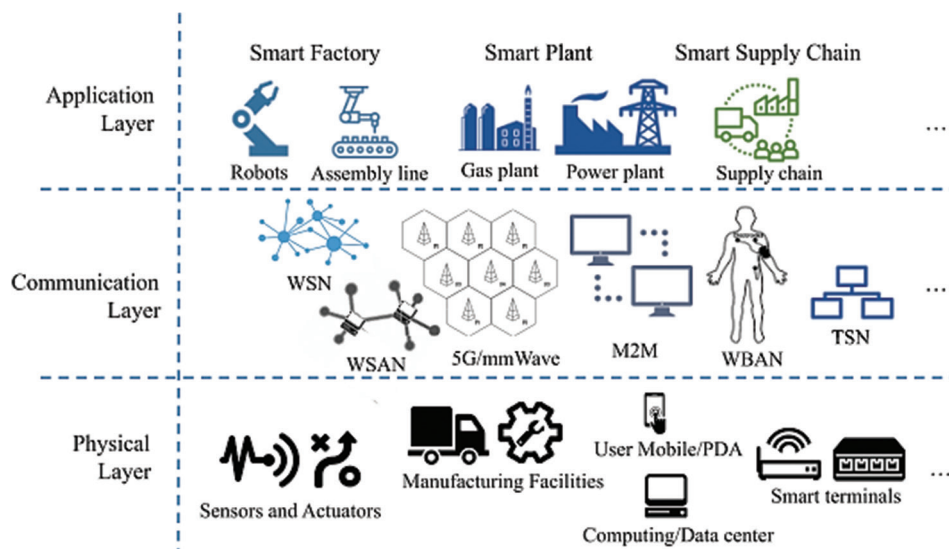 Smart Factory
Smart Plant
Smart Supply Chain
Application
Layer
...
Robots
Assembly line
Gas plant
Power plant
Supply chain
Communication
Layer
WSN
WSAN
5G/mmWave
M2M
WBAN
TSN
...
Physical
Layer
Sensors and Actuators
Manufacturing Facilities
User Mobile/PDA
Computing/Data center
Smart terminals
...